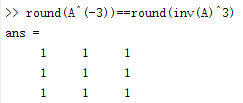 >> round(A^(-3))==round(inv(A)^3)
ans =
1 1 1
1 1 1
1 1 1